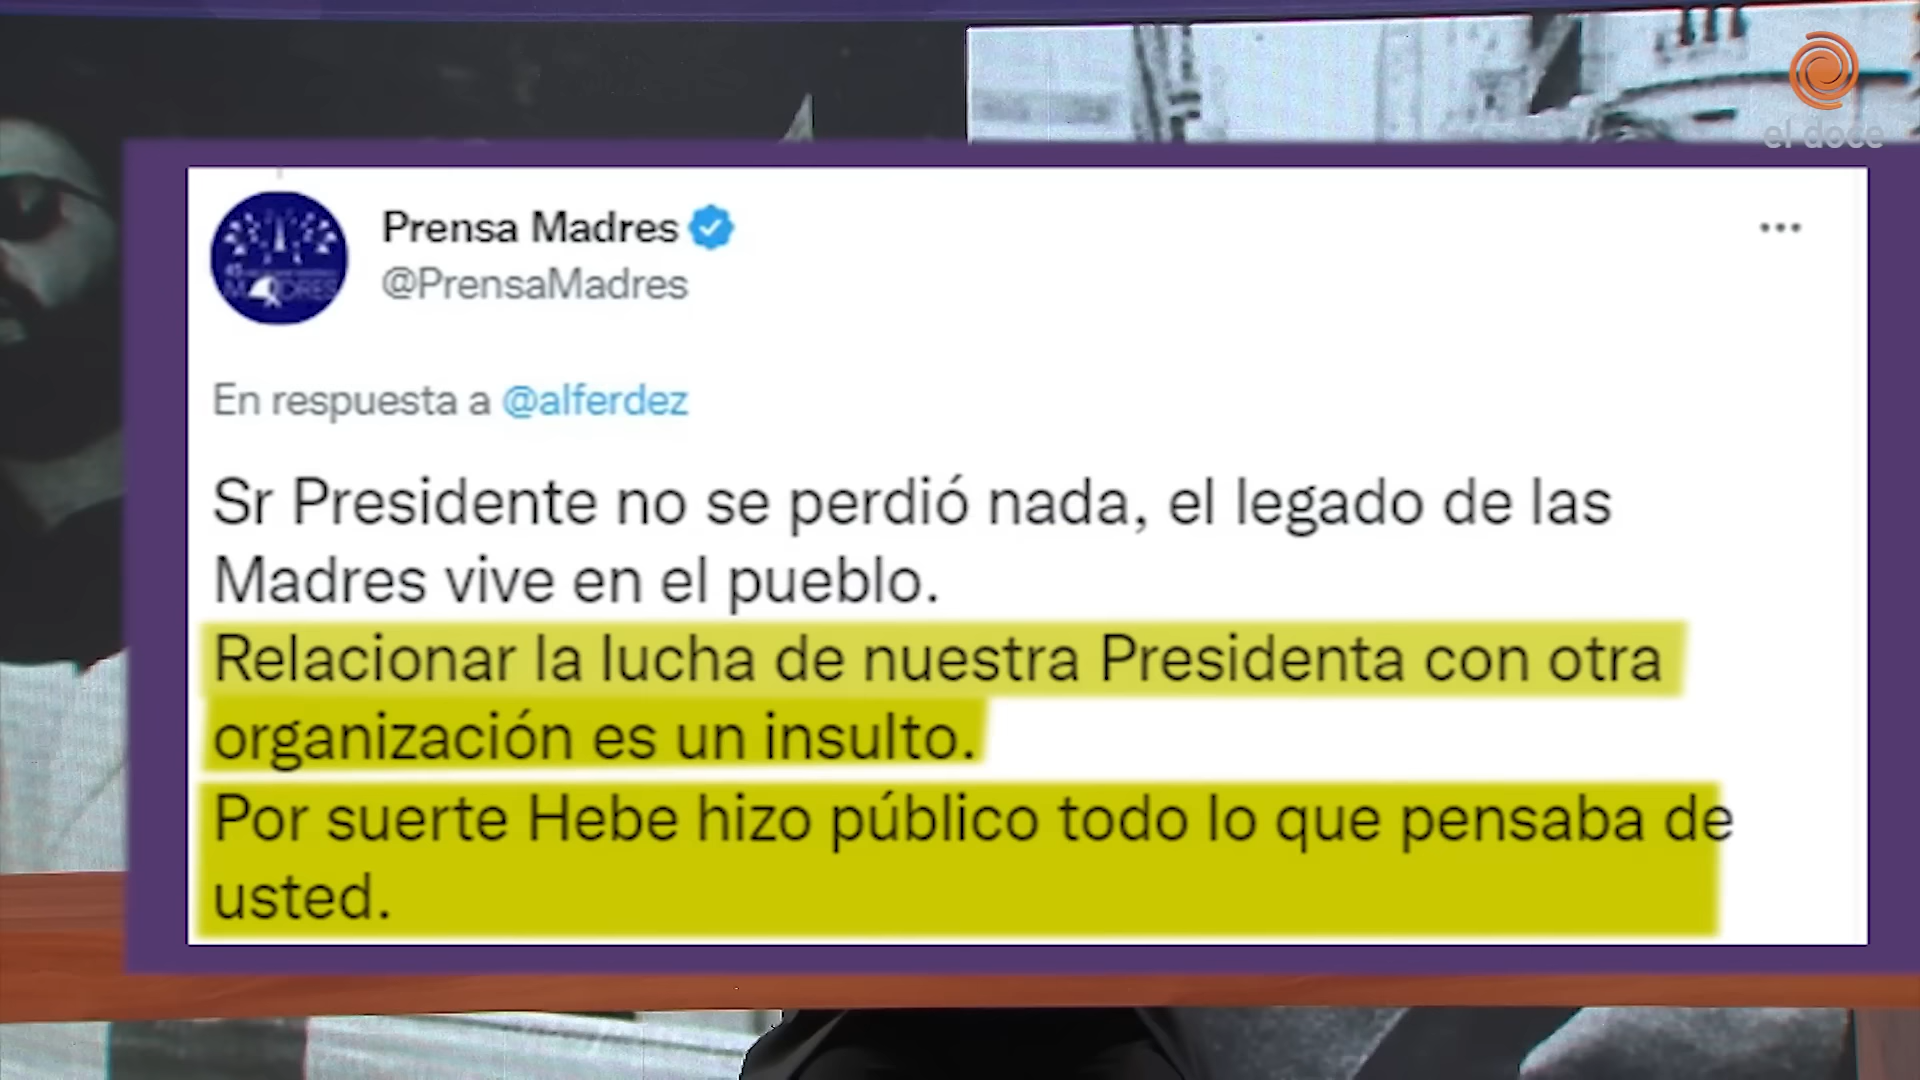 el doce
Prensa Madres
@PrensaMadres
MADRES
En respuesta a @alferdez
Sr Presidente no se perdió nada, el legado de las
Madres vive en el pueblo.
Relacionar la lucha de nuestra Presidenta con otra
organización es un insulto.
Por suerte Hebe hizo público todo lo que pensaba de
usted.